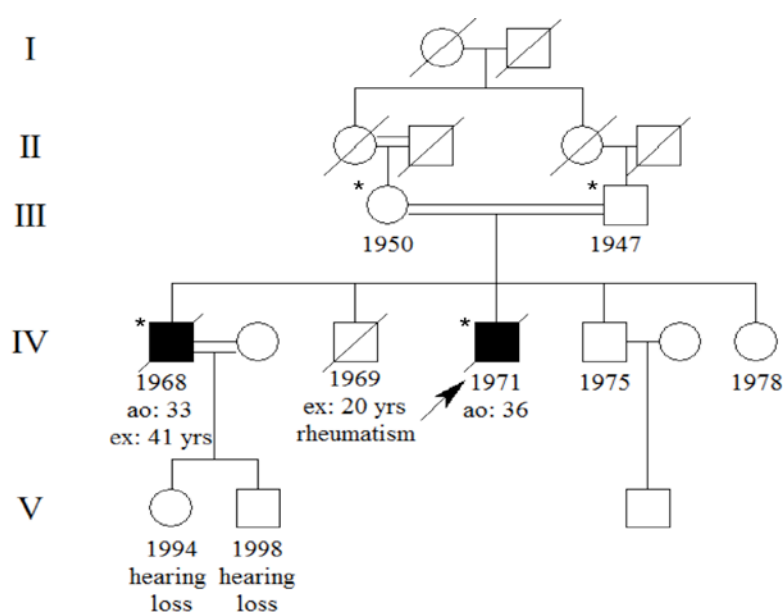 I
II
* *
III
1950 1947
* *
IV
1968 1969 1971 1975 1978
ao: 33 ex: 20 yrs ao: 36
ex: 41 yrs rheumatism
V
1994 1998
hearing hearing
loss loss